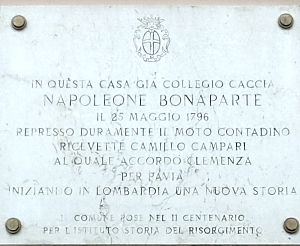 IN QUESTA CASA GIÀ COLLEGIO CACCIA
NAPOLEONE BONAPARTE
IL 25 MAGGIO 1796
REPRESSO DURAMENTE IL MOTO CONTADINO
RICEVETTE CAMILLO CAMPARI
AL QUALE ACCORDÒ CLEMENZA
PER PAVIA
INIZIANDO IN LOMBARDIA UNA NUOVA STORIA
IL COMUNE POSE NEL II CENTENARIO
PER L'ISTITUTO STORIA DEL RISORGIMENTO